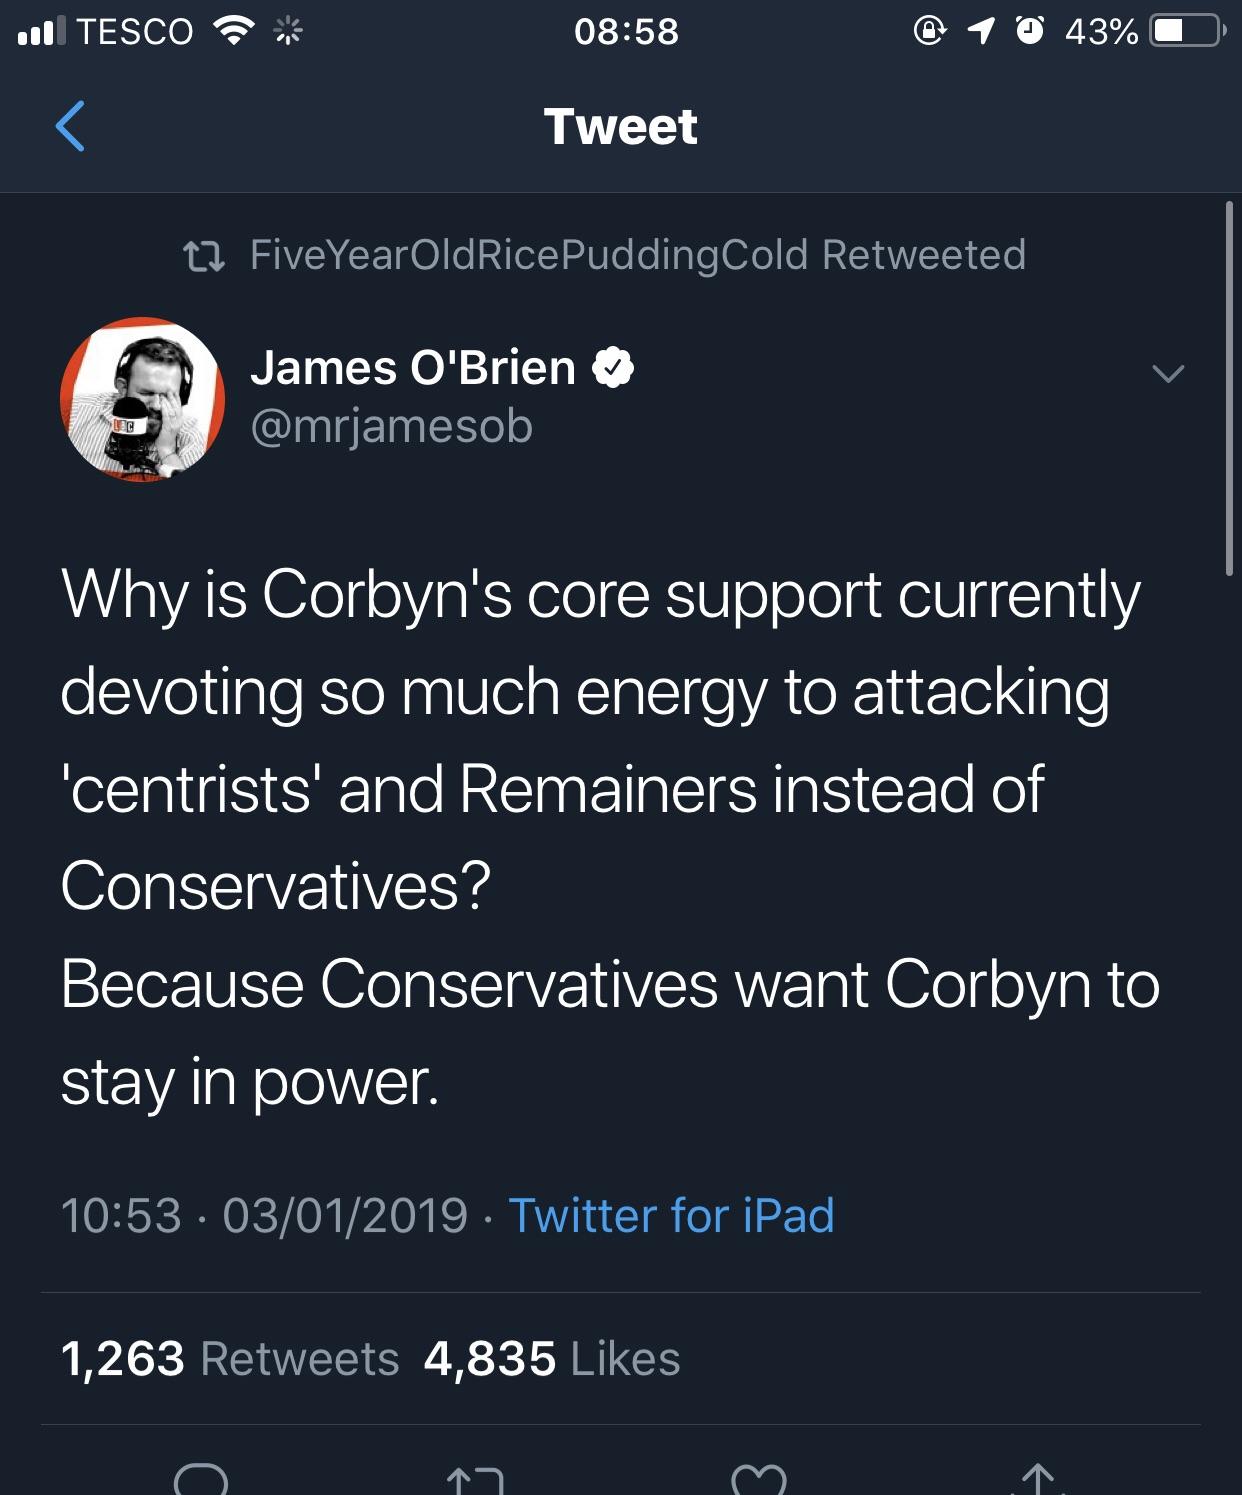 TESCO 08:58 43%
Tweet
FiveYearOldRicePuddingCold Retweeted
James O'Brien
@mrjamesob
LBC
Why is Corbyn's core support currently
devoting so much energy to attacking
'centrists' and Remainers instead of
Conservatives?
Because Conservatives want Corbyn to
stay in power.
10:53 · 03/01/2019 · Twitter for iPad
1,263 Retweets 4,835 Likes